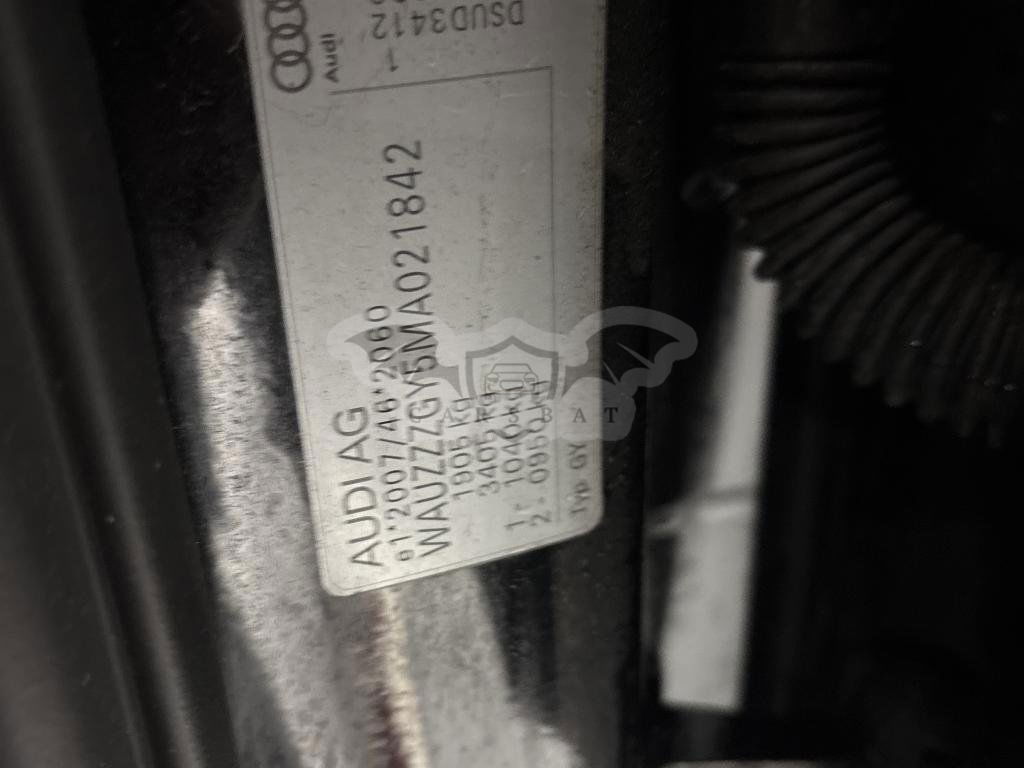 AUDI AG
e1*2007/46*2060
WAUZZZGY5MA021842
1905 kg
3405 kg
1- 1040 kg
2- 0950 kg
Typ GY
Audi
DSUD3412